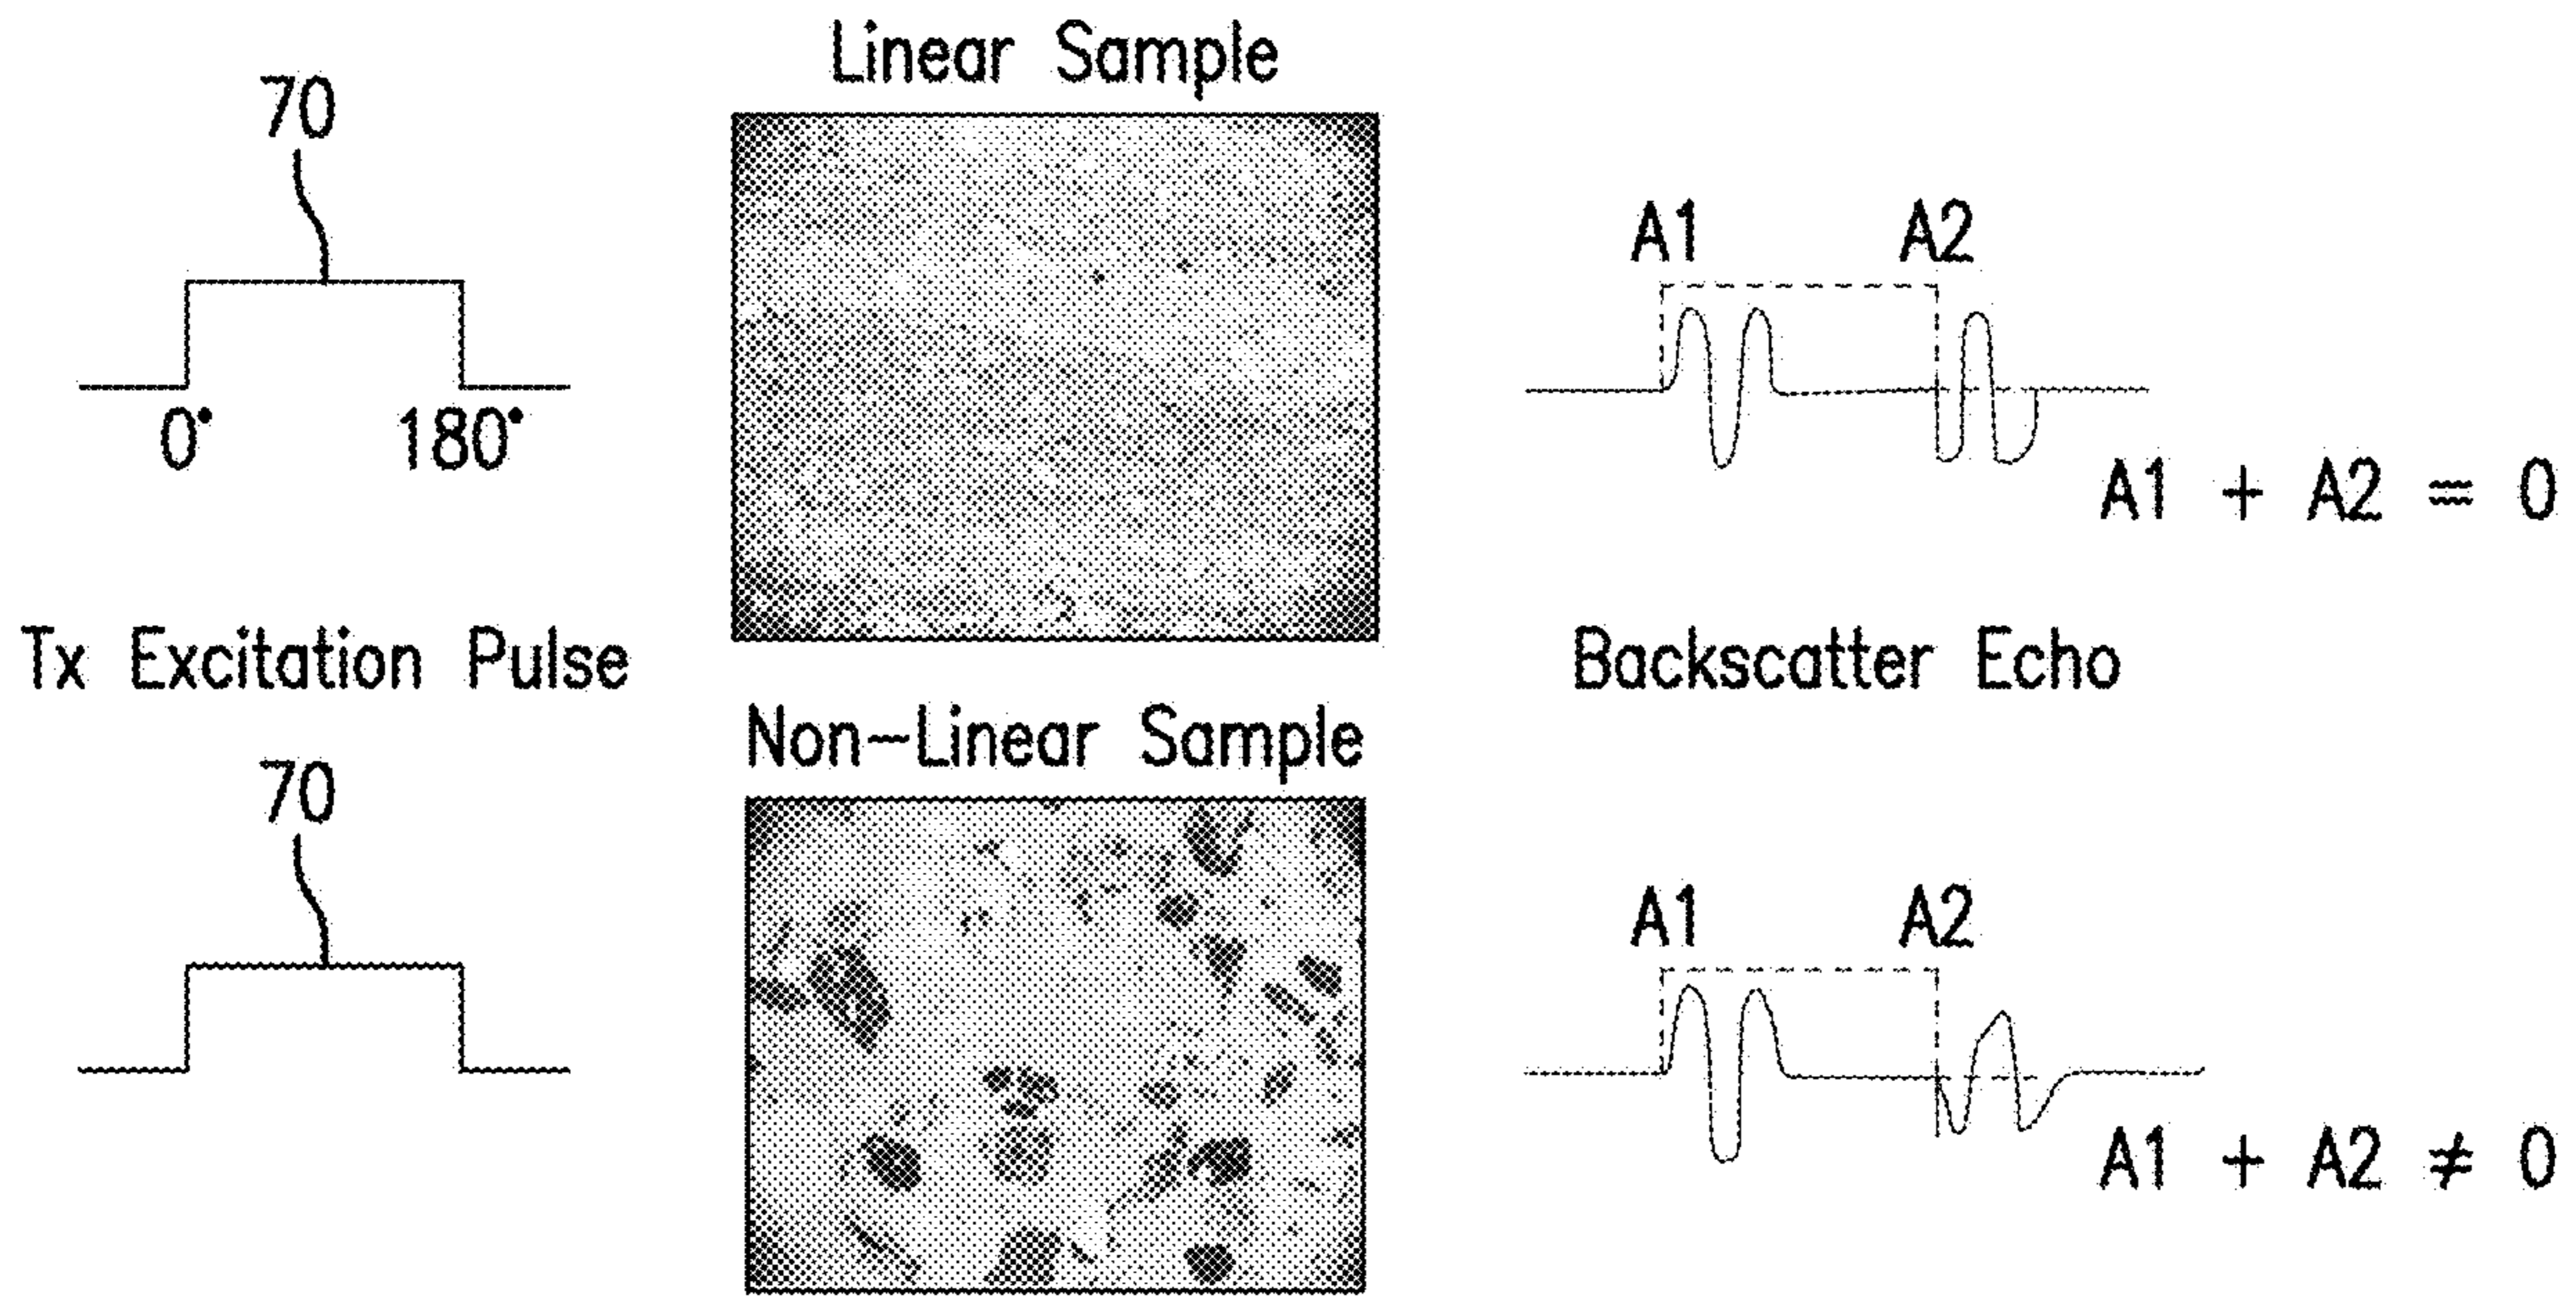 Linear Sample
70
A1 A2
0° 180°
A1 + A2 = 0
Tx Excitation Pulse
Backscatter Echo
Non-Linear Sample
70
A1 A2
A1 + A2 ≠ 0